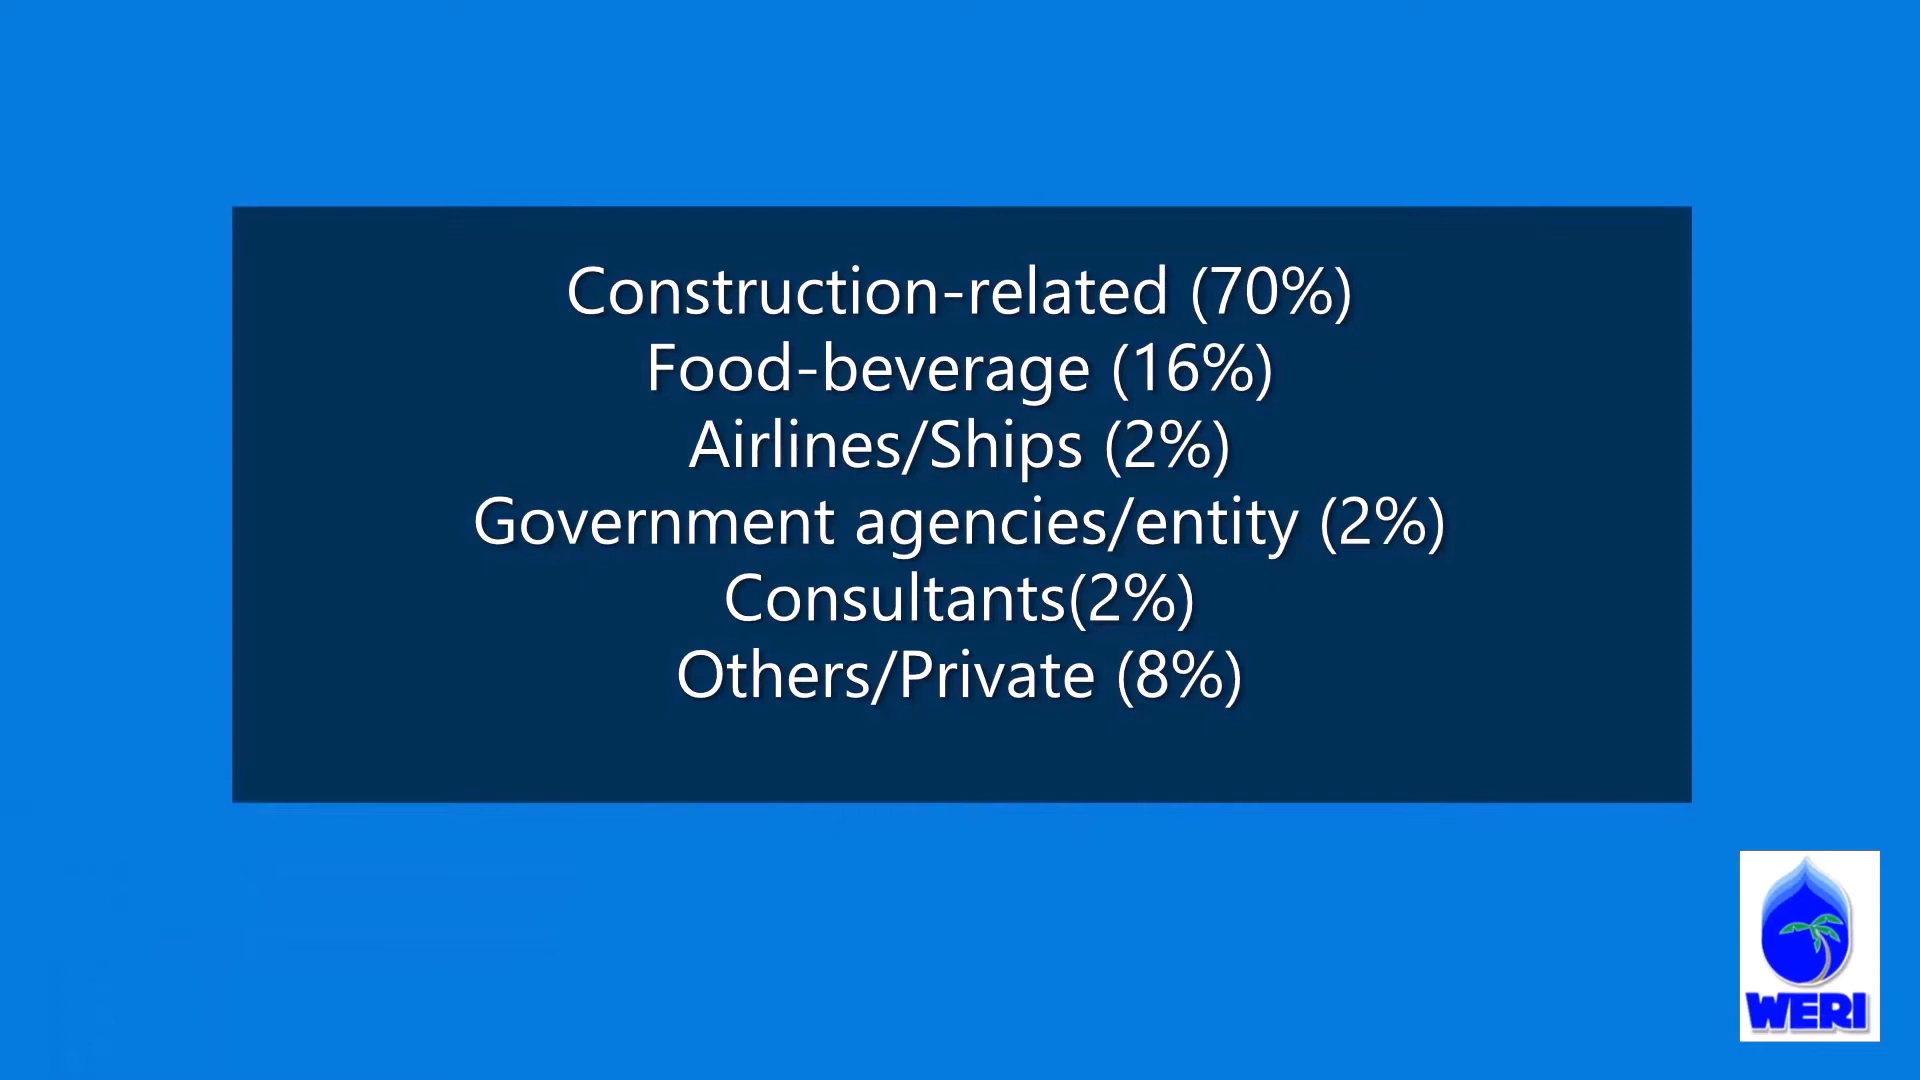 Construction-related (70%)
Food-beverage (16%)
Airlines/Ships (2%)
Government agencies/entity (2%)
Consultants(2%)
Others/Private (8%)
WERI